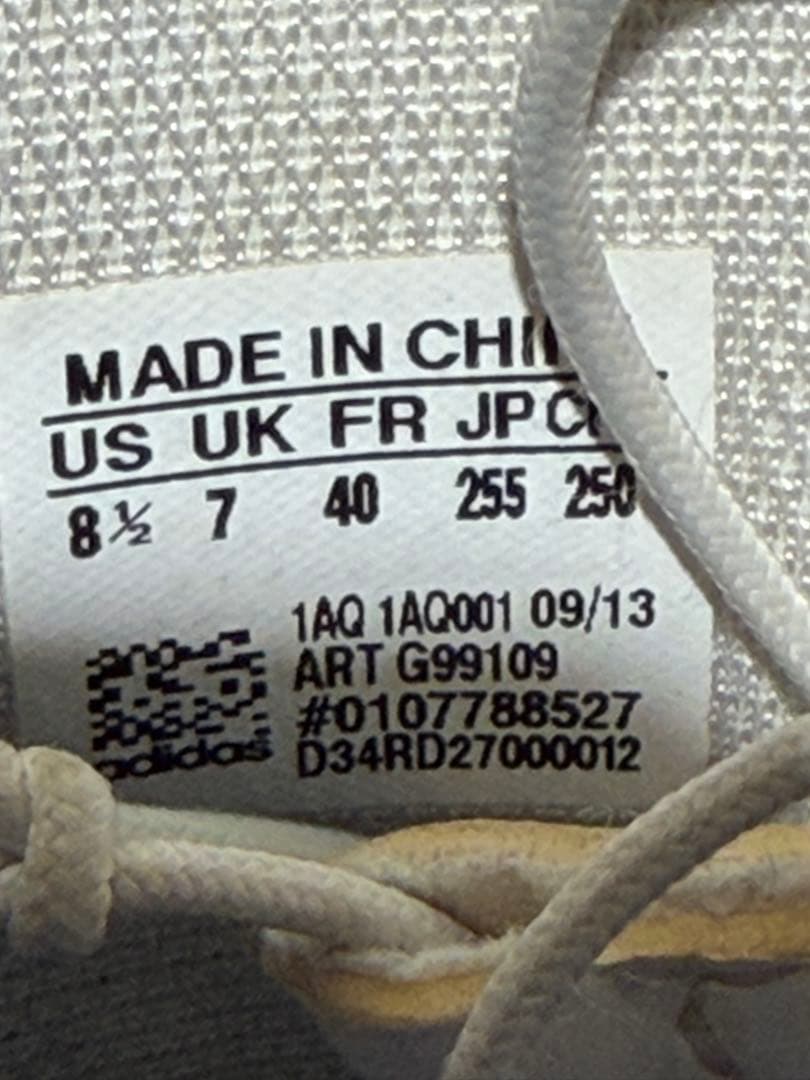 MADE IN
US UK FR JP
8½ 7 40 255 250
1AQ 1AQ001 09/13
ART G99109
#0107788527
D34RD27000012
adidas